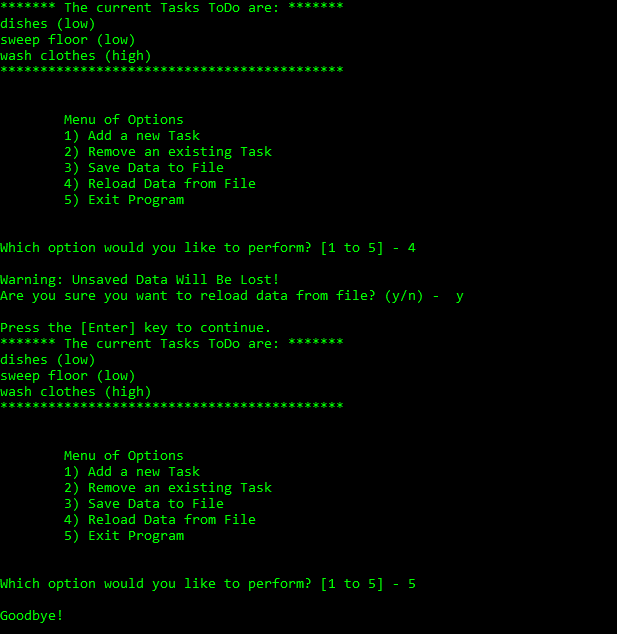 ******* The current Tasks ToDo are: *******
dishes (low)
sweep floor (low)
wash clothes (high)
*******************************************
Menu of Options
1) Add a new Task
2) Remove an existing Task
3) Save Data to File
4) Reload Data from File
5) Exit Program
Which option would you like to perform? [1 to 5] - 4
Warning: Unsaved Data Will Be Lost!
Are you sure you want to reload data from file? (y/n) -  y
Press the [Enter] key to continue.
******* The current Tasks ToDo are: *******
dishes (low)
sweep floor (low)
wash clothes (high)
*******************************************
Menu of Options
1) Add a new Task
2) Remove an existing Task
3) Save Data to File
4) Reload Data from File
5) Exit Program
Which option would you like to perform? [1 to 5] - 5
Goodbye!